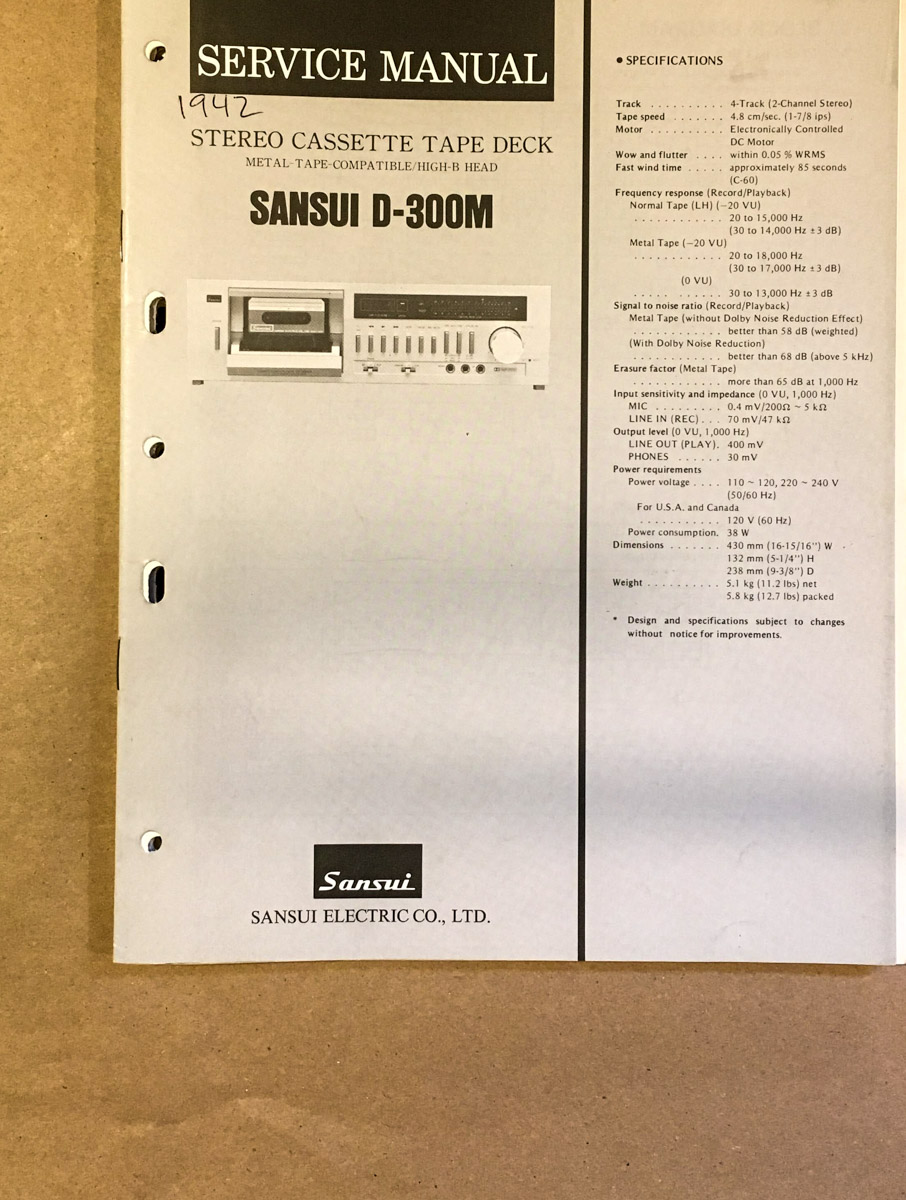 SERVICE MANUAL
1942
STEREO CASSETTE TAPE DECK
METAL-TAPE-COMPATIBLE/HIGH-B HEAD
SANSUI D-300M
Sansui
SANSUI ELECTRIC CO., LTD.
● SPECIFICATIONS
Track . . . . . . . . . . 4-Track (2-Channel Stereo)
Tape speed . . . . . . . 4.8 cm/sec. (1-7/8 ips)
Motor . . . . . . . . . . Electronically Controlled
DC Motor
Wow and flutter . . . . within 0.05 % WRMS
Fast wind time . . . . . approximately 85 seconds
(C-60)
Frequency response (Record/Playback)
Normal Tape (LH) (−20 VU)
. . . . . . . . . . . . 20 to 15,000 Hz
(30 to 14,000 Hz ±3 dB)
Metal Tape (−20 VU)
. . . . . . . . . . . . 20 to 18,000 Hz
(30 to 17,000 Hz ±3 dB)
(0 VU)
. . . . . . . . . . . 30 to 13,000 Hz ±3 dB
Signal to noise ratio (Record/Playback)
Metal Tape (without Dolby Noise Reduction Effect)
. . . . . . . . . . . . better than 58 dB (weighted)
(With Dolby Noise Reduction)
. . . . . . . . . . . . better than 68 dB (above 5 kHz)
Erasure factor (Metal Tape)
. . . . . . . . . . . . more than 65 dB at 1,000 Hz
Input sensitivity and impedance (0 VU, 1,000 Hz)
MIC . . . . . . . . . 0.4 mV/200Ω ~ 5 kΩ
LINE IN (REC) . . . 70 mV/47 kΩ
Output level (0 VU, 1,000 Hz)
LINE OUT (PLAY). 400 mV
PHONES . . . . . . 30 mV
Power requirements
Power voltage . . . . 110 ~ 120, 220 ~ 240 V
(50/60 Hz)
For U.S.A. and Canada
. . . . . . . . . . . 120 V (60 Hz)
Power consumption. 38 W
Dimensions . . . . . . . 430 mm (16-15/16'') W
132 mm (5-1/4'') H
238 mm (9-3/8'') D
Weight . . . . . . . . . . 5.1 kg (11.2 lbs) net
5.8 kg (12.7 lbs) packed
* Design and specifications subject to changes
without notice for improvements.